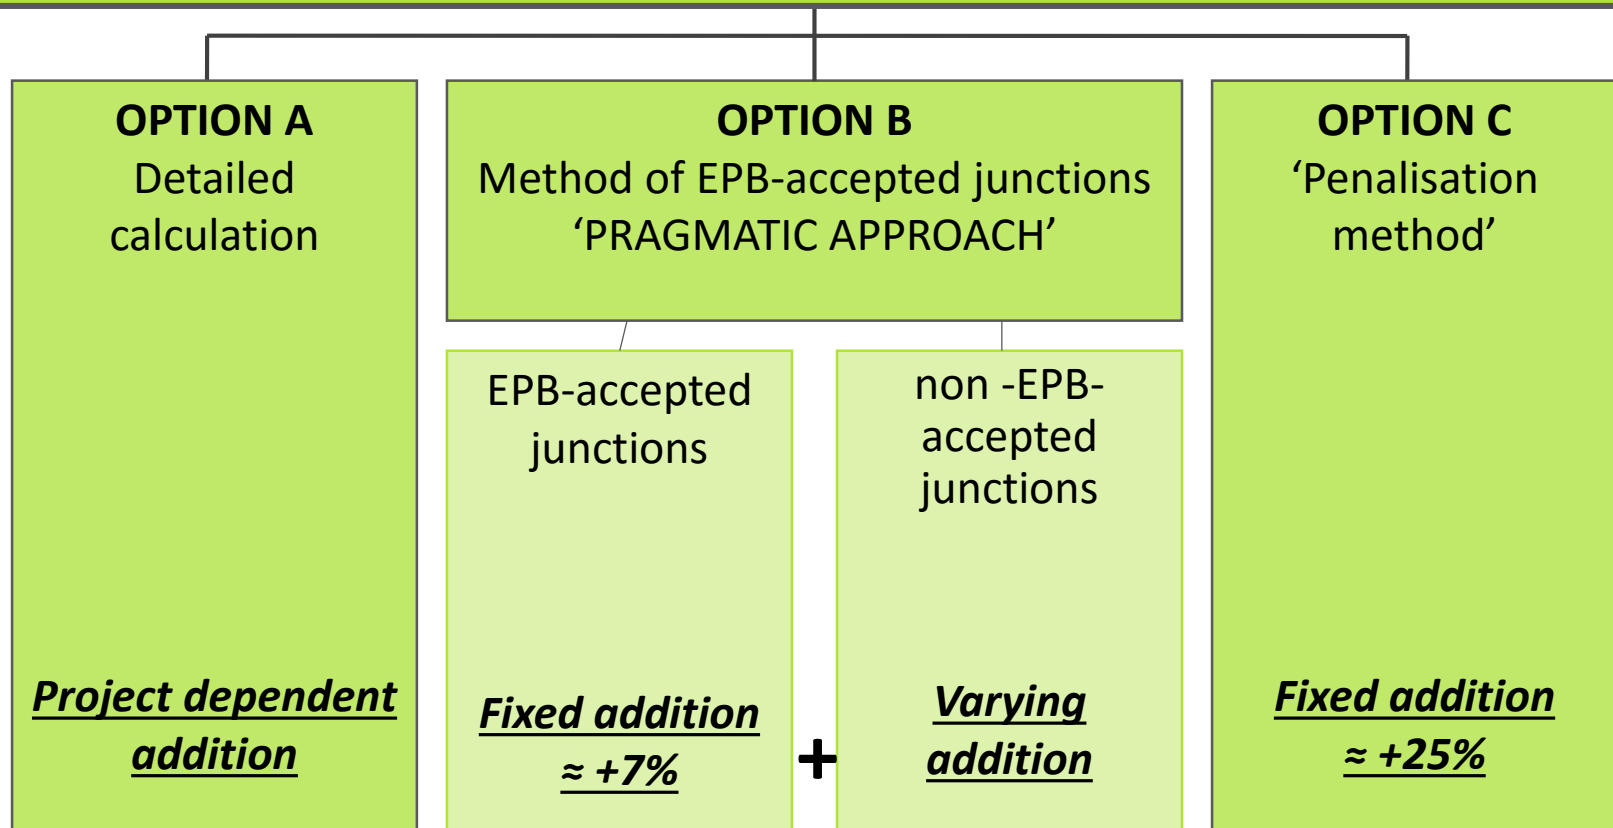 OPTION A
Detailed
calculation
Project dependent
addition
OPTION B
Method of EPB-accepted junctions
‘PRAGMATIC APPROACH’
EPB-accepted
junctions
Fixed addition
≈ +7%
+
non -EPB-
accepted
junctions
Varying
addition
OPTION C
‘Penalisation
method’
Fixed addition
≈ +25%